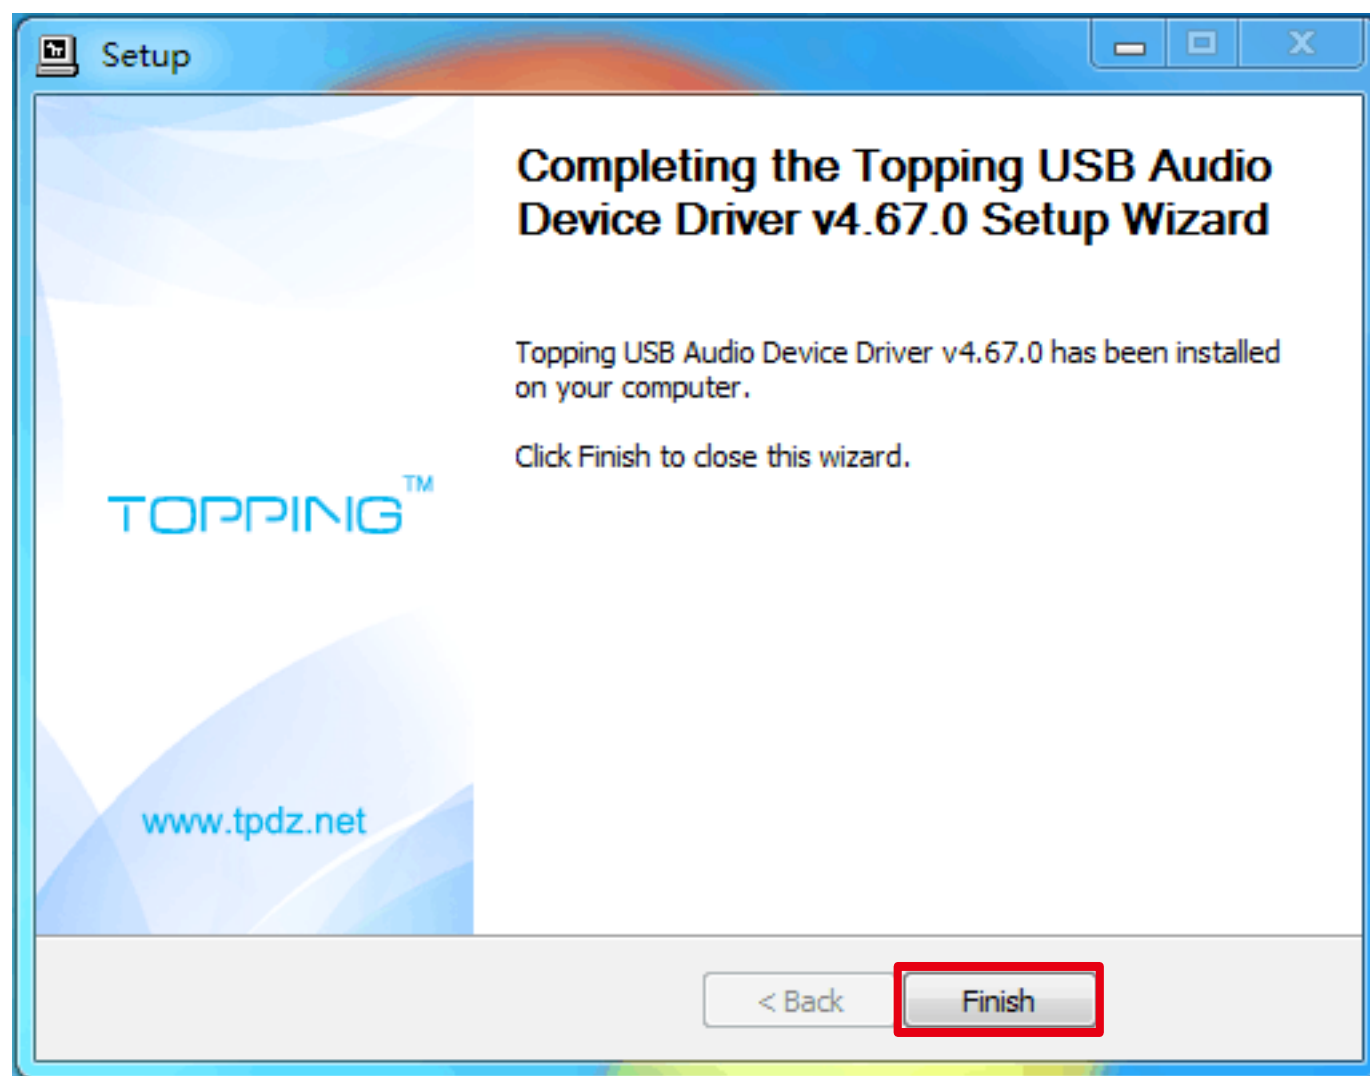 Setup
Completing the Topping USB Audio
Device Driver v4.67.0 Setup Wizard
Topping USB Audio Device Driver v4.67.0 has been installed
on your computer.
Click Finish to close this wizard.
TOPPING™
www.tpdz.net
< Back
Finish